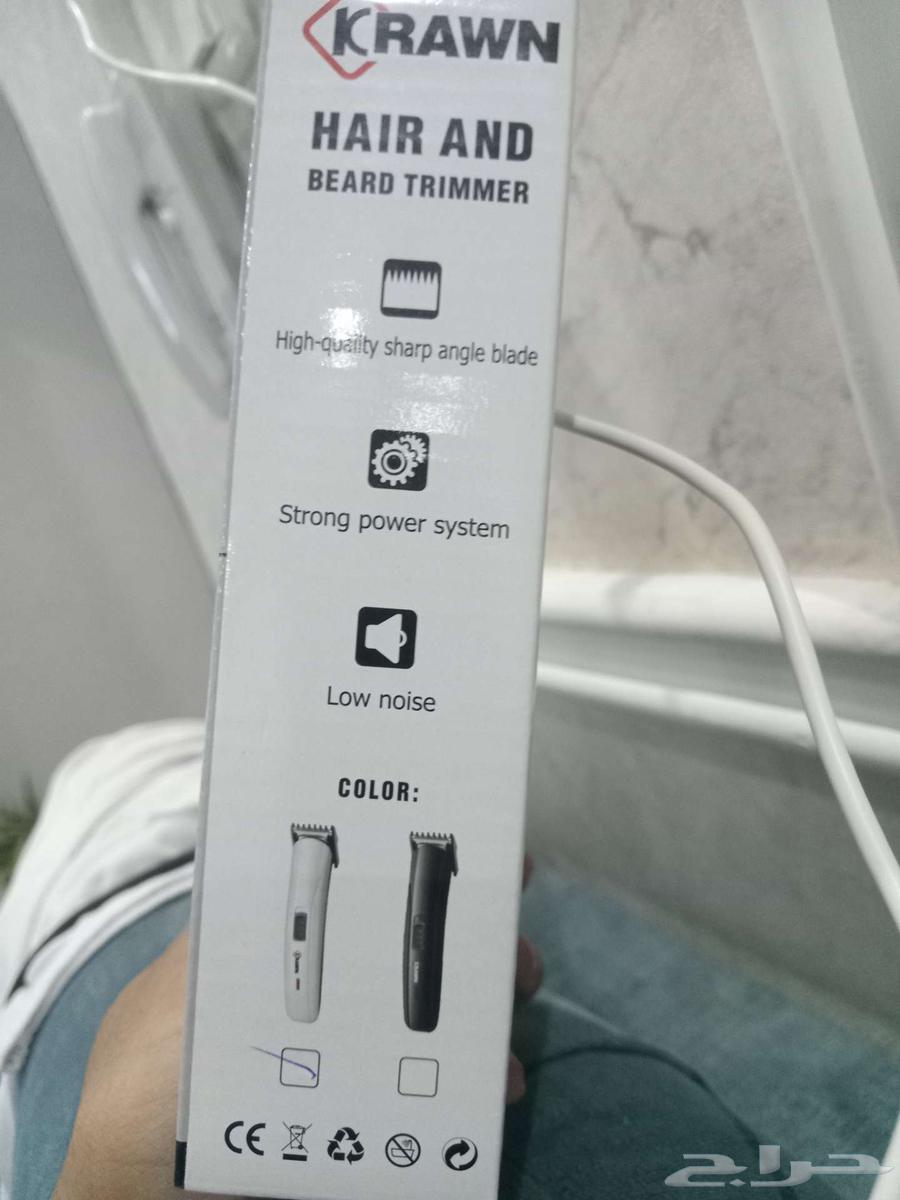 KRAWN
HAIR AND
BEARD TRIMMER
High-quality sharp angle blade
Strong power system
Low noise
COLOR:
CE
حراج